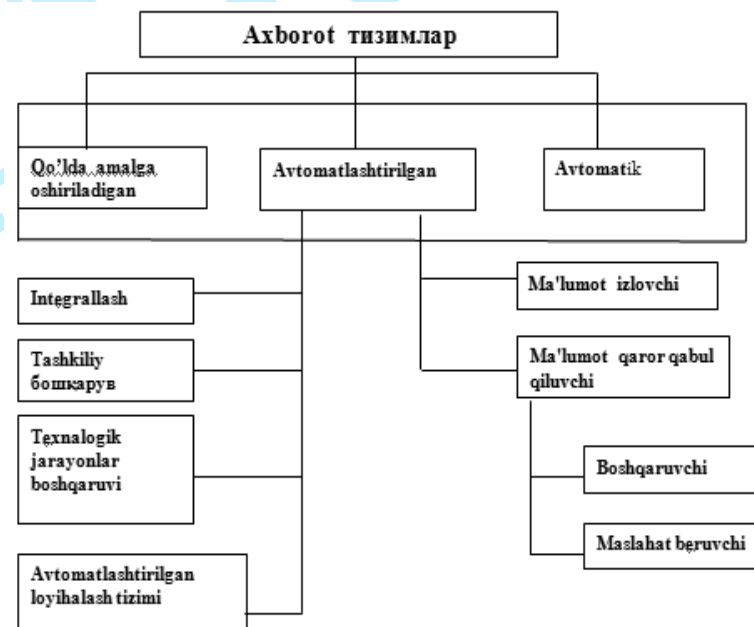 Axborot тизимлар
Qo'lda amalga
oshiriladigan
Avtomatlashtirilgan
Avtomatik
Integrallash
Ma'lumot izlovchi
Tashkiliy
бошқарув
Ma'lumot qaror qabul
qiluvchi
Texnalogik
jarayonlar
boshqaruvi
Boshqaruvchi
Maslahat beruvchi
Avtomatlashtirilgan
loyihalash tizimi